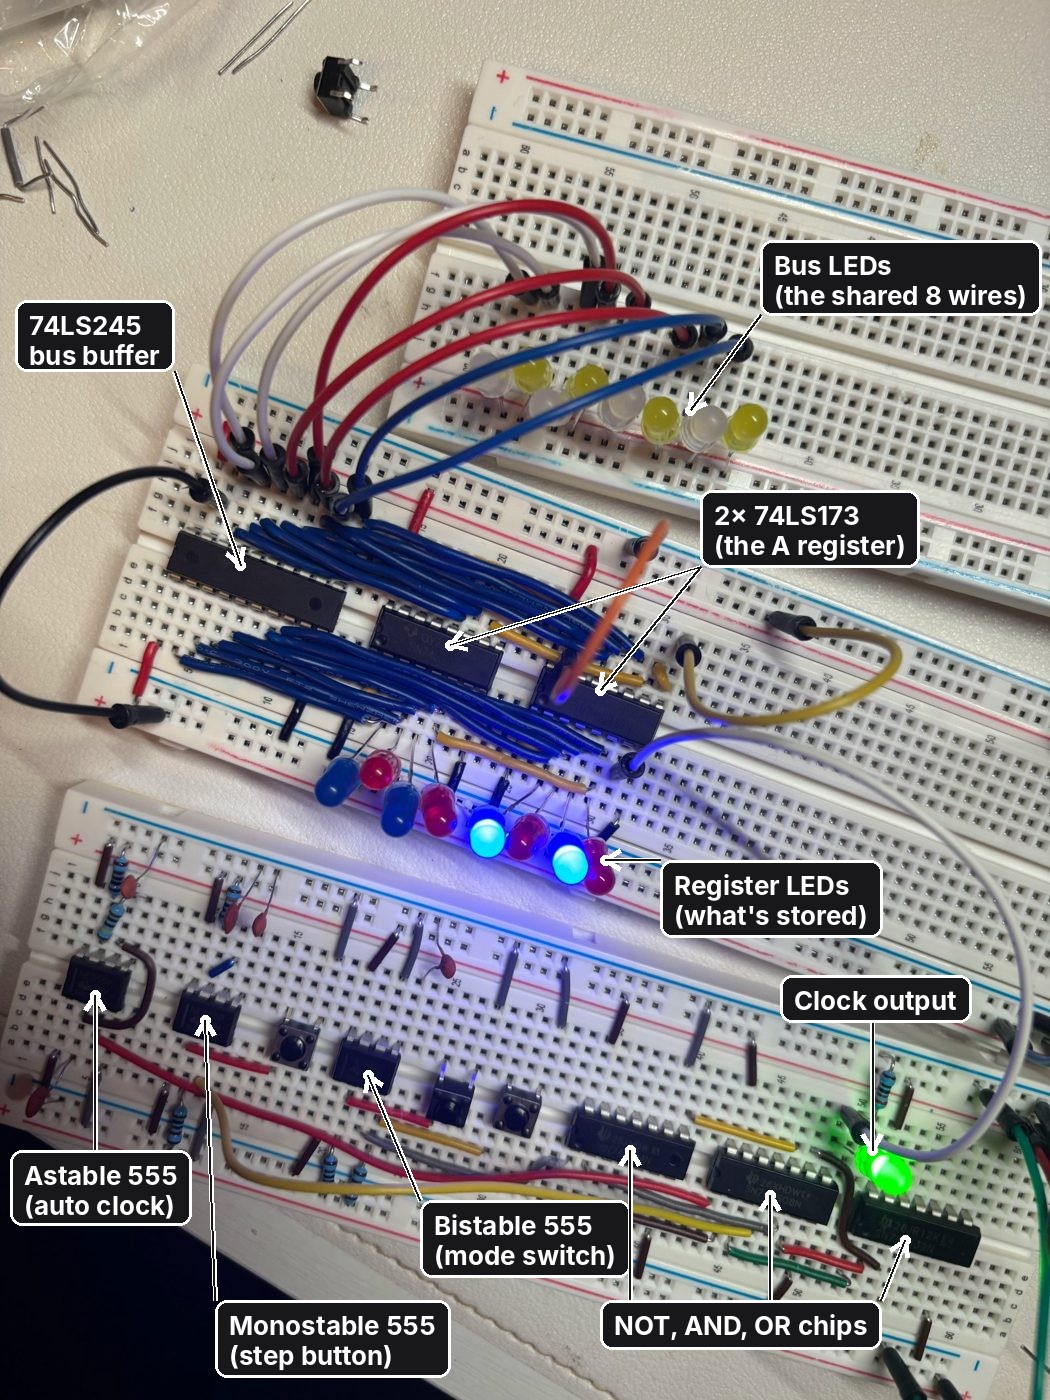 Bus LEDs
(the shared 8 wires)
74LS245
bus buffer
2× 74LS173
(the A register)
Register LEDs
(what's stored)
Clock output
Astable 555
(auto clock)
Bistable 555
(mode switch)
Monostable 555
(step button)
NOT, AND, OR chips